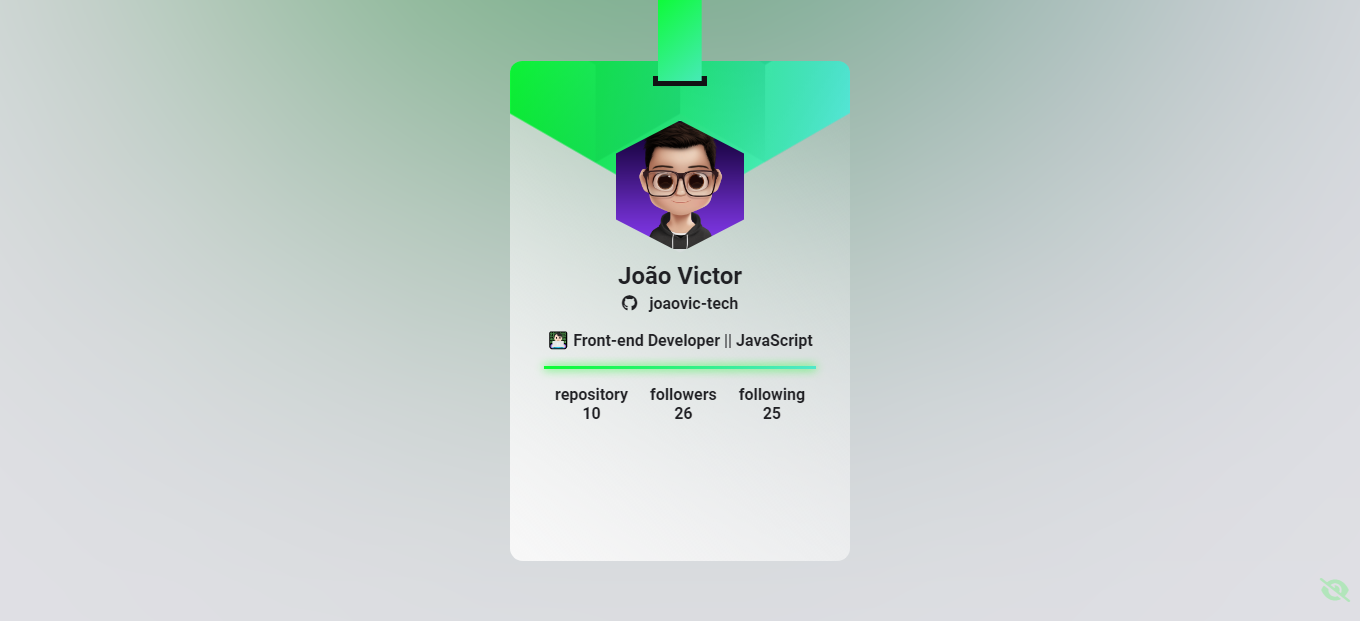 João Victor
joaovic-tech
Front-end Developer || JavaScript
repository followers following
10 26 25